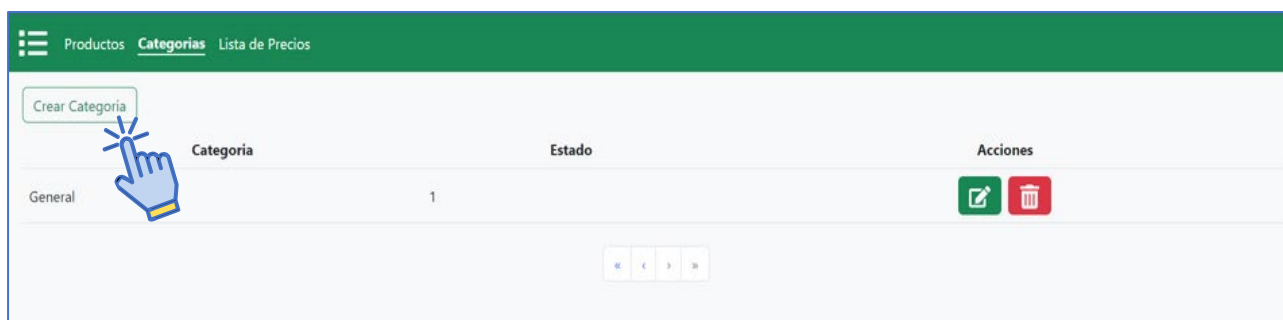 Productos Categorias Lista de Precios
Crear Categoria
Categoria Estado Acciones
General 1
« ‹ › »